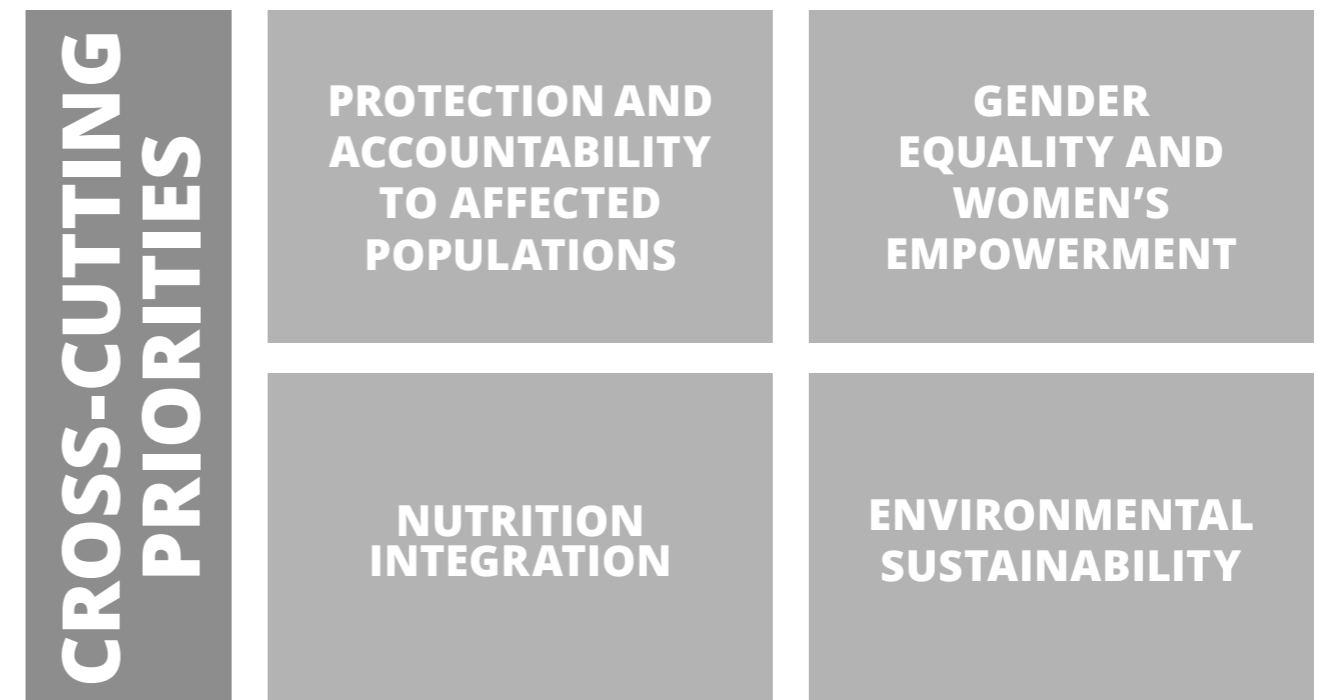 CROSS-CUTTING
PRIORITIES
PROTECTION AND
ACCOUNTABILITY
TO AFFECTED
POPULATIONS
GENDER
EQUALITY AND
WOMEN’S
EMPOWERMENT
NUTRITION
INTEGRATION
ENVIRONMENTAL
SUSTAINABILITY